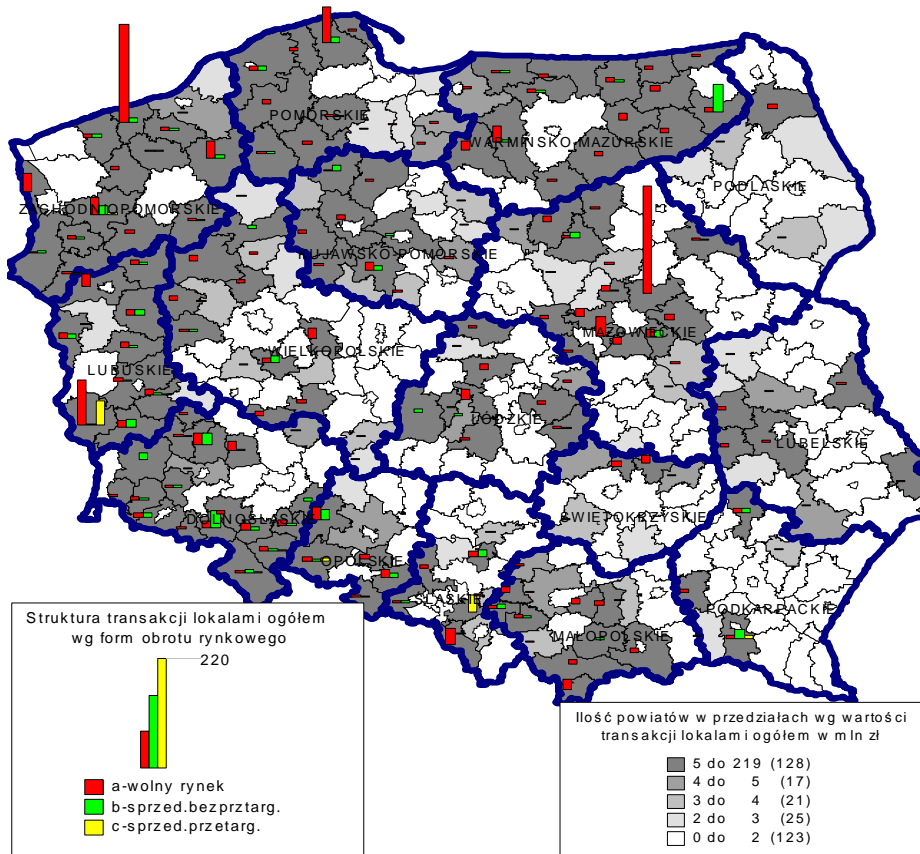 POMORSKIE
WARMIŃSKO-MAZURSKIE
PODLASKIE
ZACHODNIOPOMORSKIE
KUJAWSKO-POMORSKIE
MAZOWIECKIE
WIELKOPOLSKIE
LUBUSKIE
ŁÓDZKIE
LUBELSKIE
DOLNOŚLĄSKIE
ŚWIĘTOKRZYSKIE
OPOLSKIE
ŚLĄSKIE
MAŁOPOLSKIE
PODKARPACKIE
Struktura transakcji lokalami ogółem
wg form obrotu rynkowego
220
a-wolny rynek
b-sprzed.bezprztarg.
c-sprzed.przetarg.
Ilość powiatów w przedziałach wg wartości
transakcji lokalami ogółem w mln zł
5 do 219 (128)
4 do 5 (17)
3 do 4 (21)
2 do 3 (25)
0 do 2 (123)